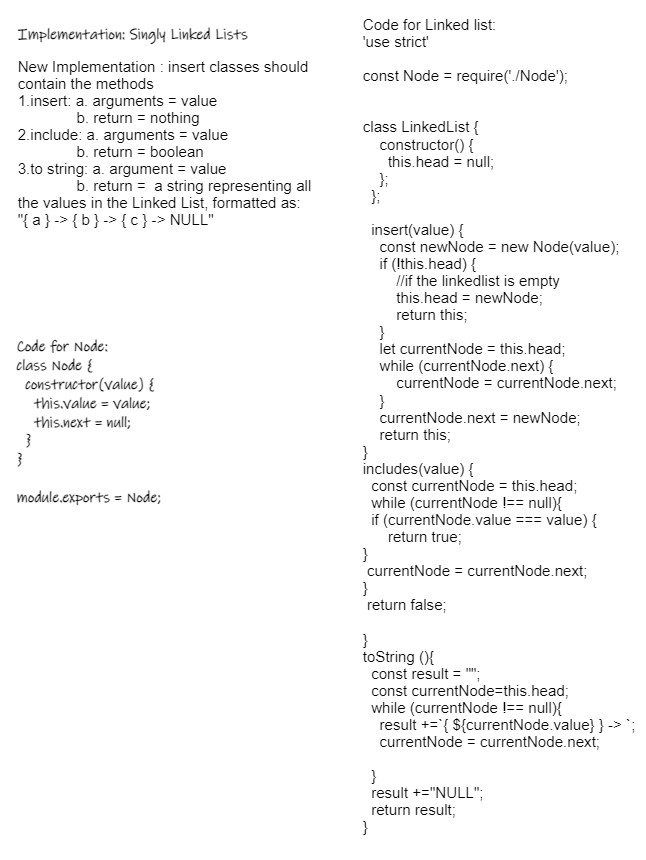 Implementation: Singly Linked Lists
New Implementation : insert classes should
contain the methods
1.insert: a. arguments = value
b. return = nothing
2.include: a. arguments = value
b. return = boolean
3.to string: a. argument = value
b. return =  a string representing all
the values in the Linked List, formatted as:
"{ a } -> { b } -> { c } -> NULL"
Code for Node:
class Node {
constructor(value) {
this.value = value;
this.next = null;
}
}
module.exports = Node;
Code for Linked list:
'use strict'
const Node = require('./Node');
class LinkedList {
constructor() {
this.head = null;
};
};
insert(value) {
const newNode = new Node(value);
if (!this.head) {
//if the linkedlist is empty
this.head = newNode;
return this;
}
let currentNode = this.head;
while (currentNode.next) {
currentNode = currentNode.next;
}
currentNode.next = newNode;
return this;
}
includes(value) {
const currentNode = this.head;
while (currentNode !== null){
if (currentNode.value === value) {
return true;
}
currentNode = currentNode.next;
}
return false;
}
toString (){
const result = "";
const currentNode=this.head;
while (currentNode !== null){
result +=`{ ${currentNode.value} } -> `;
currentNode = currentNode.next;
}
result +="NULL";
return result;
}